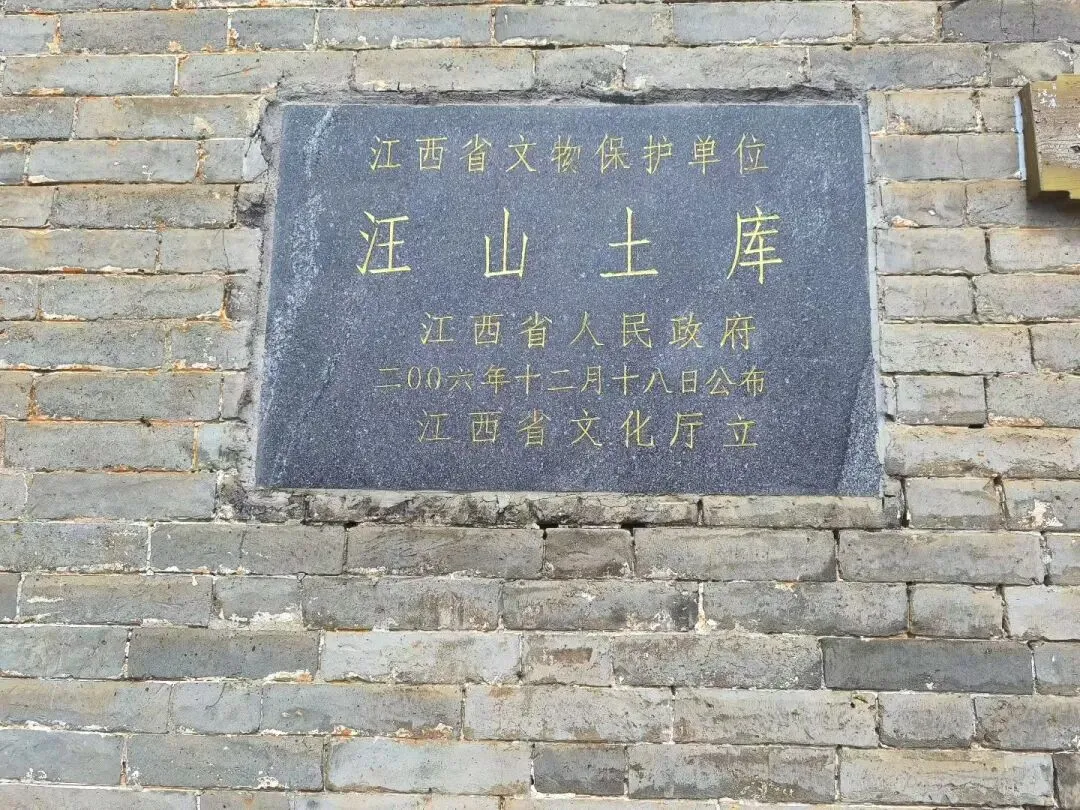 江西省文物保护单位
汪山土库
江西省人民政府
二00六年十二月十八日公布
江西省文化厅立